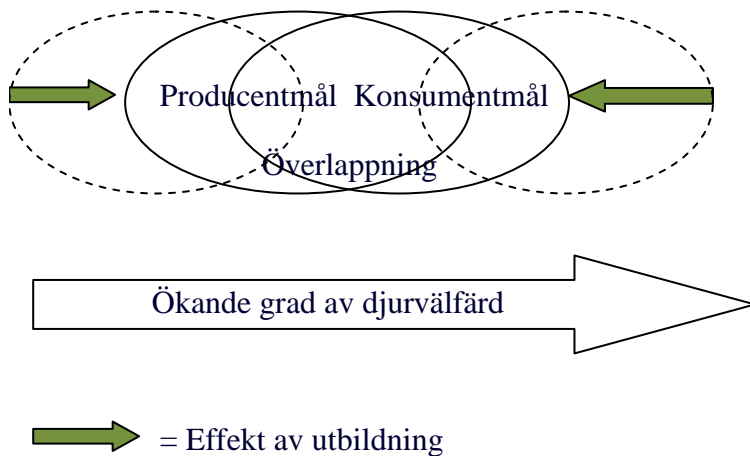 Producentmål Konsumentmål
Överlappning
Ökande grad av djurvälfärd
= Effekt av utbildning